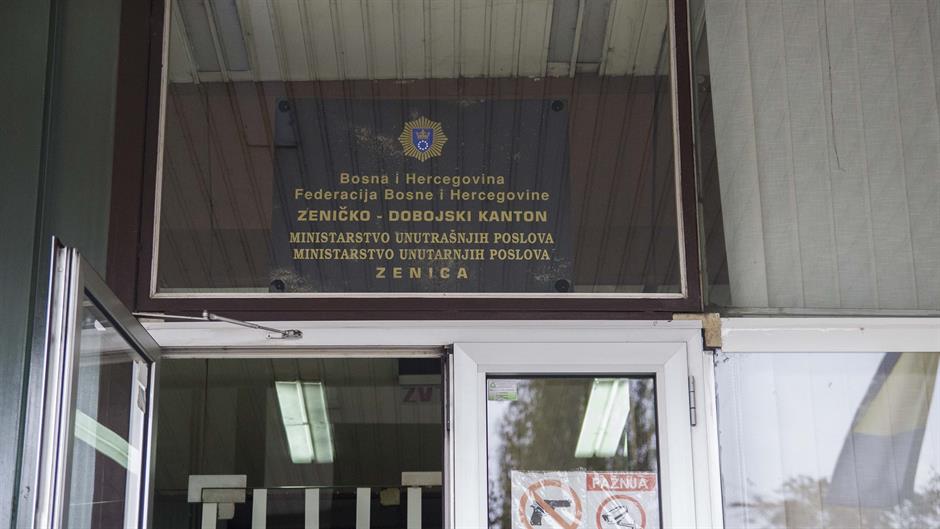 Bosna i Hercegovina
Federacija Bosne i Hercegovine
ZENIČKO - DOBOJSKI KANTON
MINISTARSTVO UNUTRAŠNJIH POSLOVA
MINISTARSTVO UNUTARNJIH POSLOVA
ZENICA
PAŽNJA